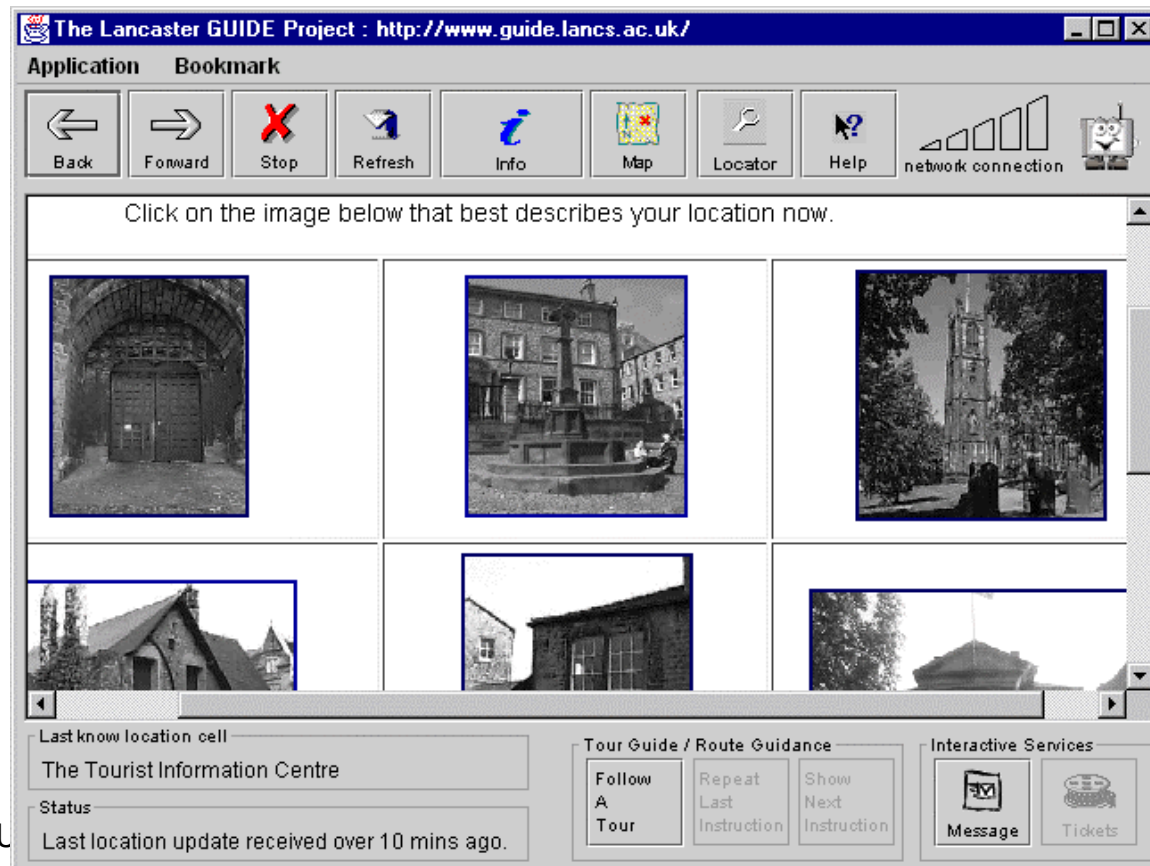 The Lancaster GUIDE Project : http://www.guide.lancs.ac.uk/
Application Bookmark
Back Forward Stop Refresh Info Map Locator Help network connection
Click on the image below that best describes your location now.
Last know location cell
The Tourist Information Centre
Status
Last location update received over 10 mins ago.
Tour Guide / Route Guidance
Follow
A
Tour
Repeat
Last
Instruction
Show
Next
Instruction
Interactive Services
Message
Tickets